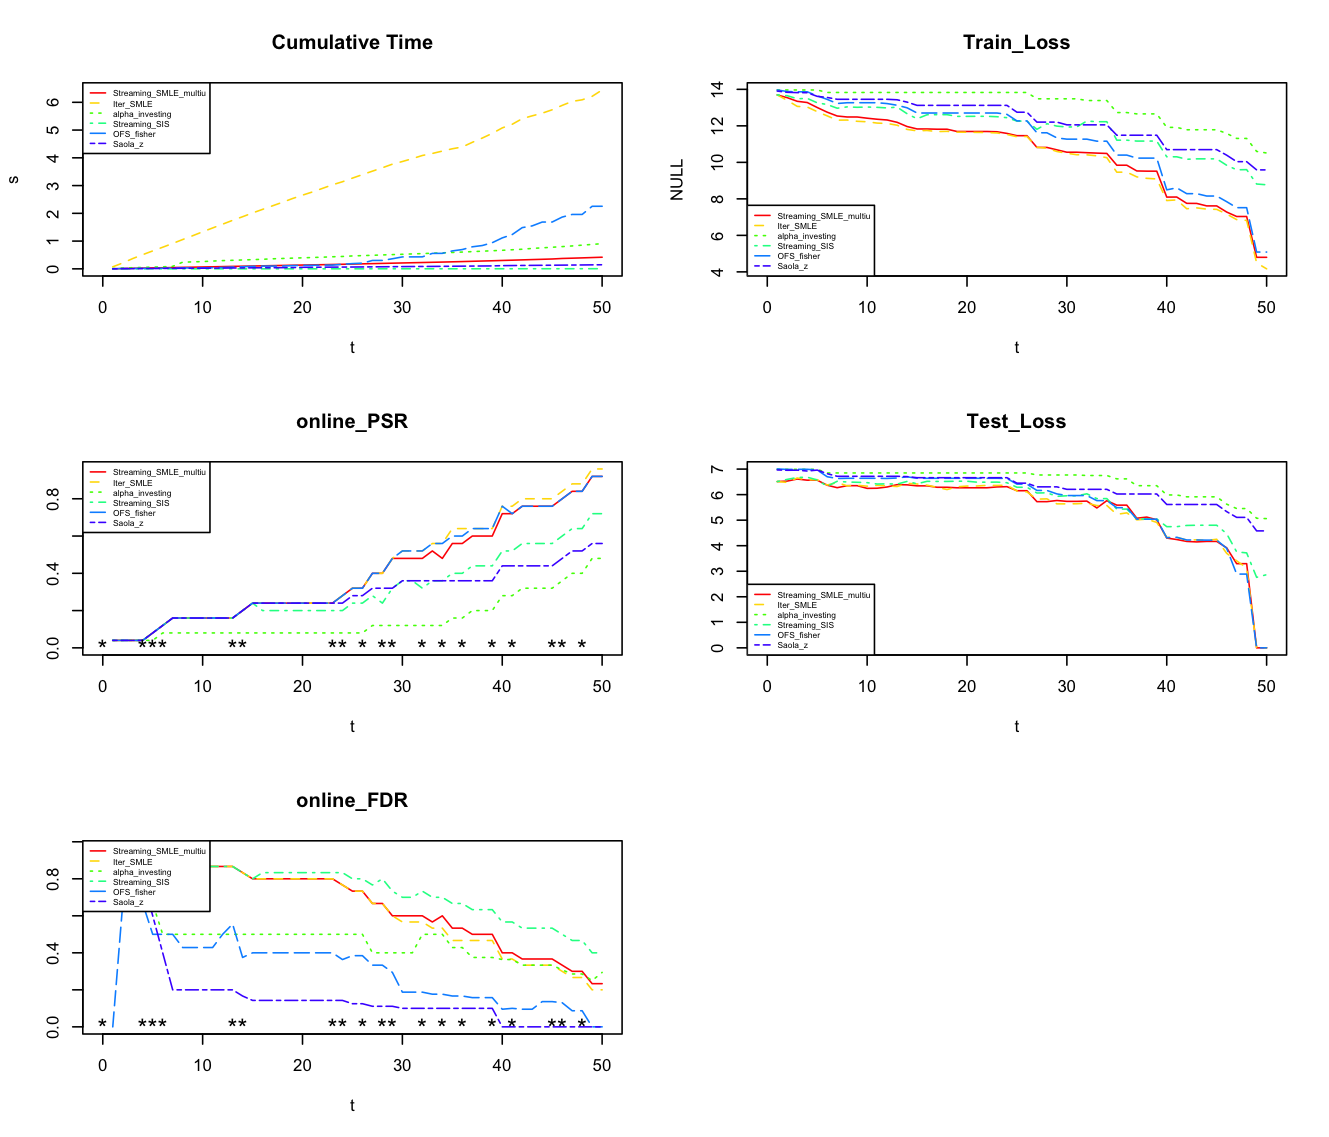 Cumulative Time
s
6
5
4
3
2
1
0
Streaming_SMLE_multiu
Iter_SMLE
alpha_investing
Streaming_SIS
OFS_fisher
Saola_z
0 10 20 30 40 50
t
Train_Loss
NULL
14
12
10
8
6
4
Streaming_SMLE_multiu
Iter_SMLE
alpha_investing
Streaming_SIS
OFS_fisher
Saola_z
0 10 20 30 40 50
t
online_PSR
0.8
0.4
0.0
Streaming_SMLE_multiu
Iter_SMLE
alpha_investing
Streaming_SIS
OFS_fisher
Saola_z
* *** ** ** * ** * * * * * ** *
0 10 20 30 40 50
t
Test_Loss
7
6
5
4
3
2
1
0
Streaming_SMLE_multiu
Iter_SMLE
alpha_investing
Streaming_SIS
OFS_fisher
Saola_z
0 10 20 30 40 50
t
online_FDR
0.8
0.4
0.0
Streaming_SMLE_multiu
Iter_SMLE
alpha_investing
Streaming_SIS
OFS_fisher
Saola_z
* *** ** ** * ** * * * * * ** *
0 10 20 30 40 50
t